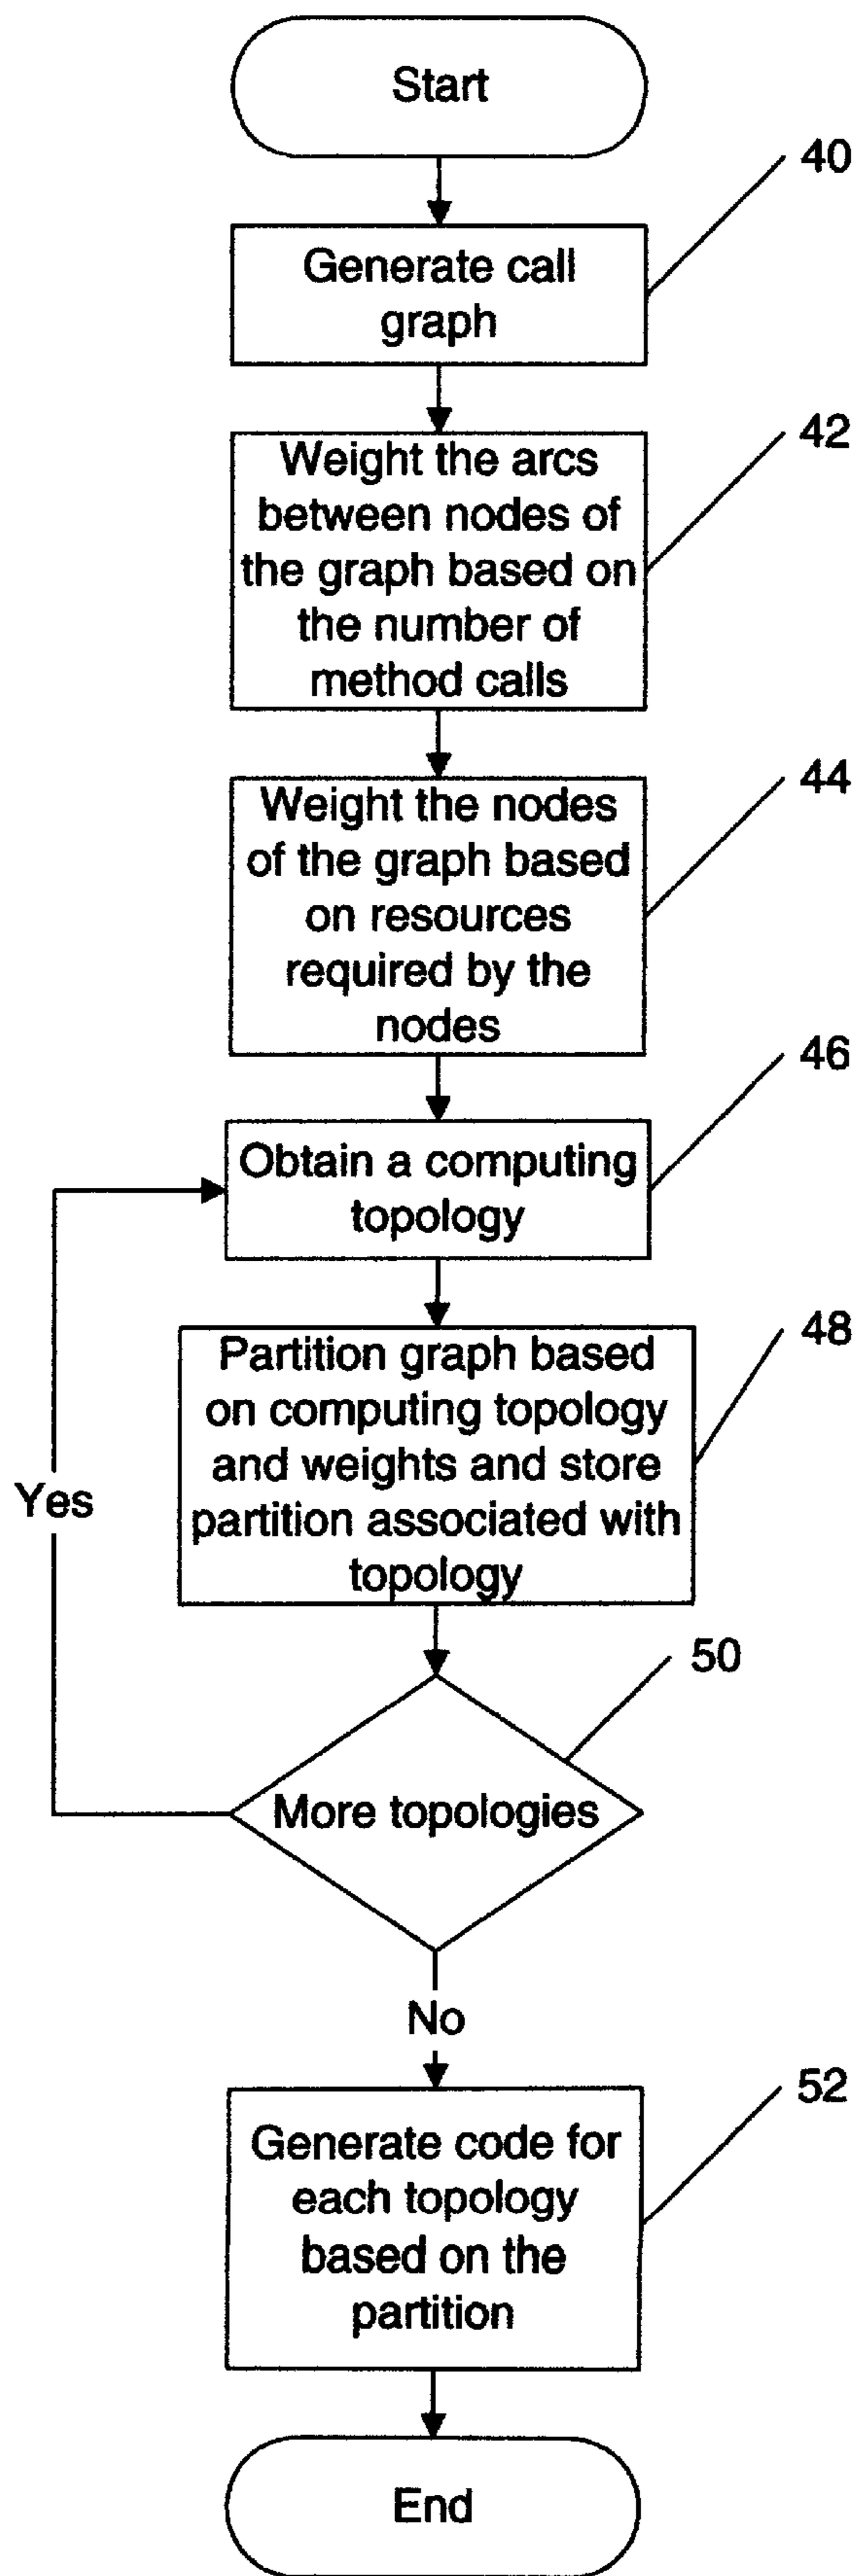 Start
40
Generate call
graph
42
Weight the arcs
between nodes of
the graph based on
the number of
method calls
44
Weight the nodes
of the graph based
on resources
required by the
nodes
46
Obtain a computing
topology
48
Partition graph based
on computing topology
and weights and store
partition associated with
topology
Yes
50
More topologies
No
52
Generate code for
each topology
based on the
partition
End